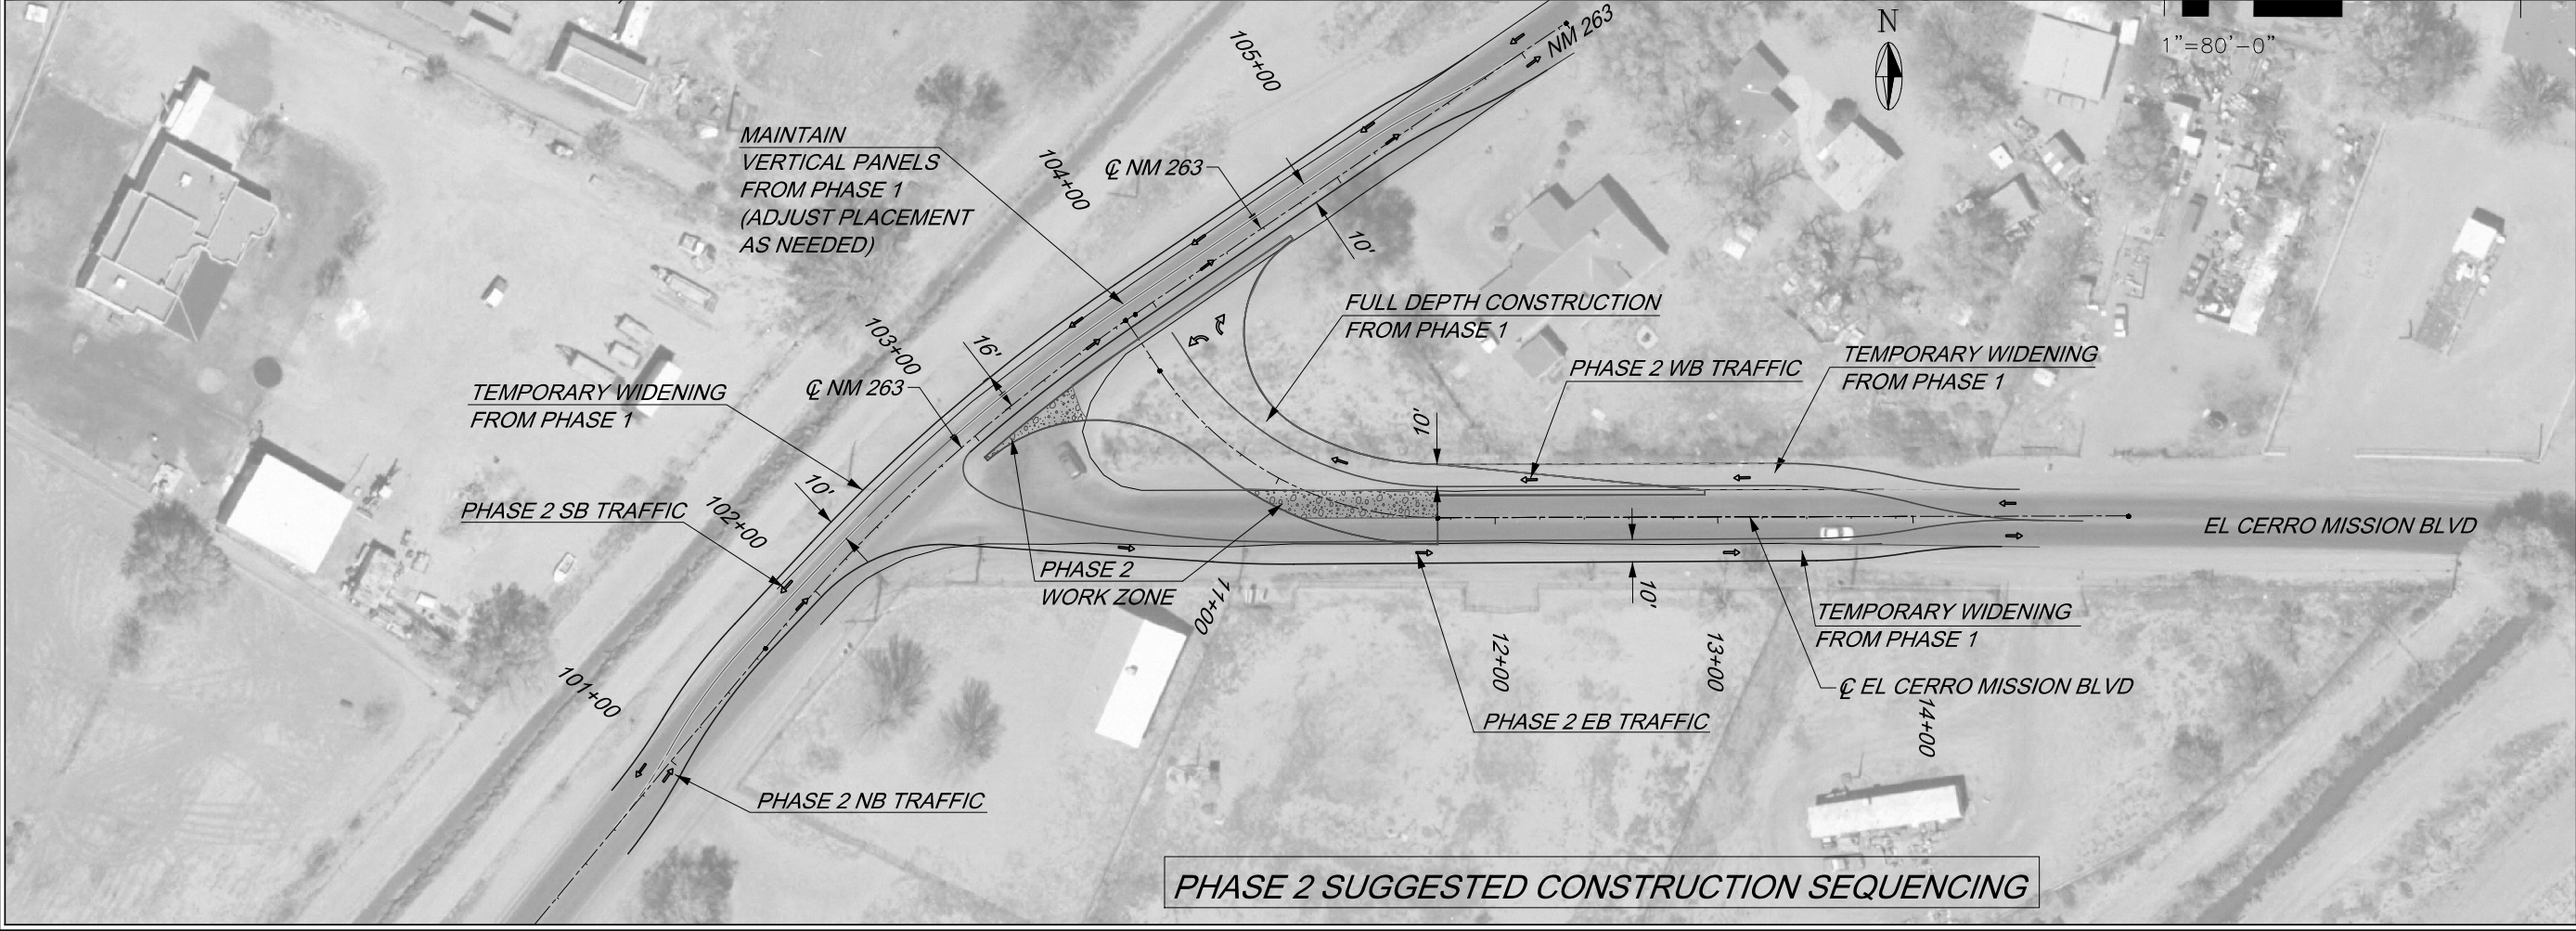 NM 263
N
1"=80'-0"
105+00
MAINTAIN
VERTICAL PANELS
FROM PHASE 1
(ADJUST PLACEMENT
AS NEEDED)
104+00
℄ NM 263
10'
FULL DEPTH CONSTRUCTION
FROM PHASE 1
103+00
16'
PHASE 2 WB TRAFFIC
TEMPORARY WIDENING
FROM PHASE 1
TEMPORARY WIDENING
FROM PHASE 1
℄ NM 263
10'
10'
PHASE 2 SB TRAFFIC
102+00
EL CERRO MISSION BLVD
PHASE 2
WORK ZONE
11+00
10'
TEMPORARY WIDENING
FROM PHASE 1
12+00
13+00
101+00
℄ EL CERRO MISSION BLVD
PHASE 2 EB TRAFFIC
14+00
PHASE 2 NB TRAFFIC
PHASE 2 SUGGESTED CONSTRUCTION SEQUENCING